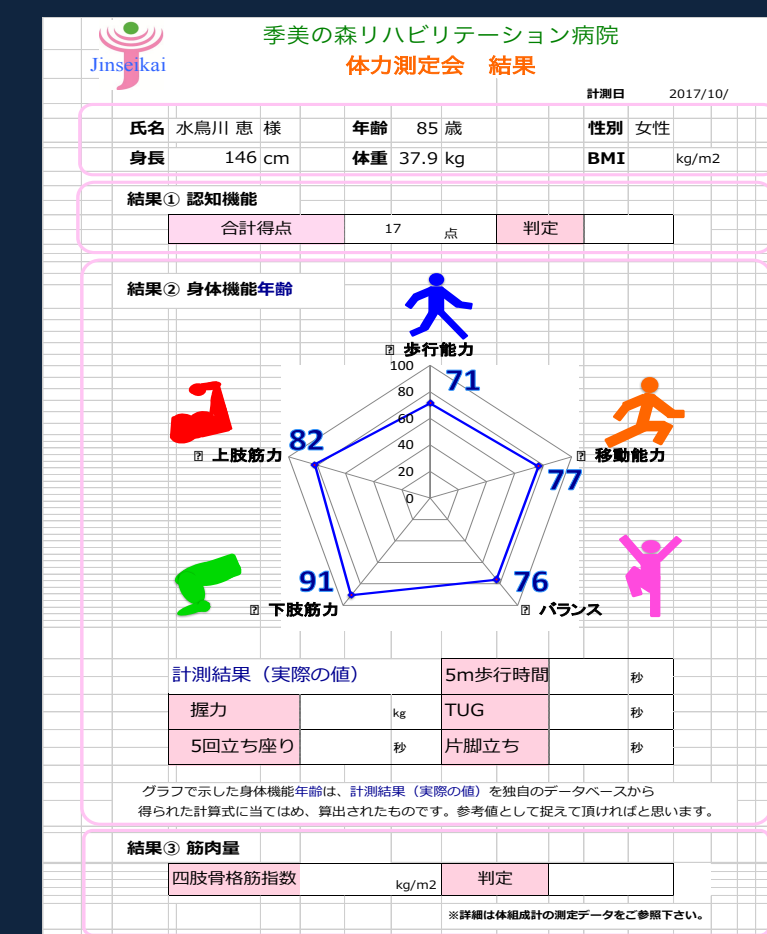 Jinseikai
季美の森リハビリテーション病院
体力測定会 結果
計測日 2017/10/
氏名 水鳥川 恵 様 年齢 85 歳 性別 女性
身長 146 cm 体重 37.9 kg BMI kg/m2
結果① 認知機能
合計得点 17 点 判定
結果② 身体機能年齢
歩行能力
100
71
80
60
40
20
0
82
上肢筋力
移動能力
77
91
下肢筋力
76
バランス
計測結果（実際の値） 5m歩行時間 秒
握力 kg TUG 秒
5回立ち座り 秒 片脚立ち 秒
グラフで示した身体機能年齢は、計測結果（実際の値）を独自のデータベースから
得られた計算式に当てはめ、算出されたものです。参考値として捉えて頂ければと思います。
結果③ 筋肉量
四肢骨格筋指数 kg/m2 判定
※詳細は体組成計の測定データをご参照下さい。